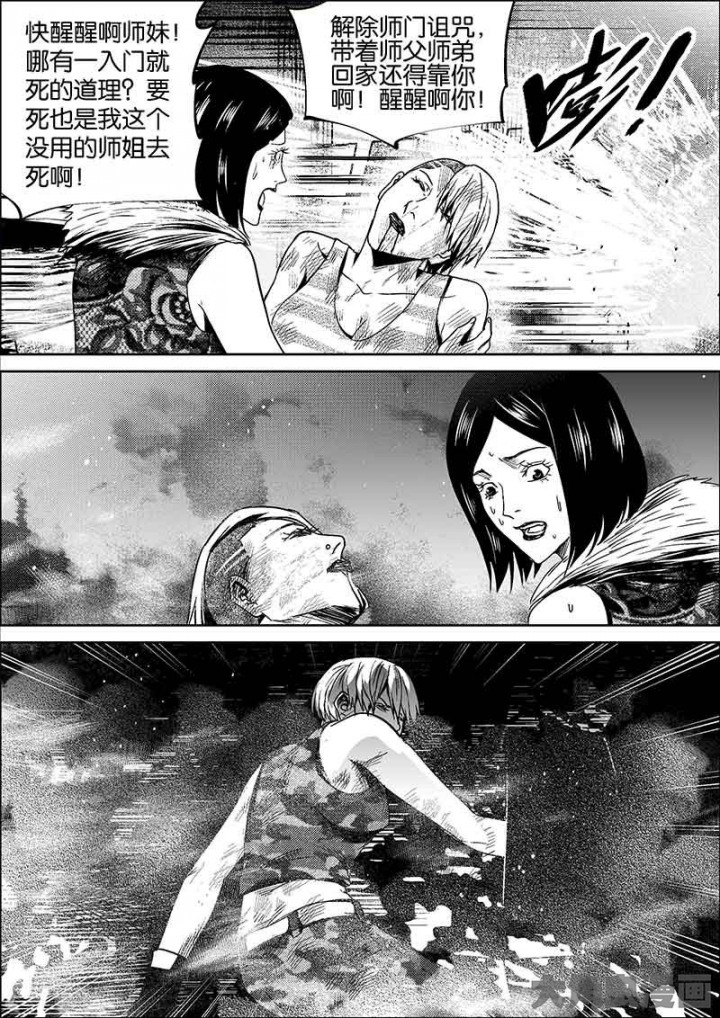 快醒醒啊师妹！
哪有一入门就
死的道理？要
死也是我这个
没用的师姐去
死啊！
解除师门诅咒，
带着师父师弟
回家还得靠你
啊！醒醒啊你！
嘭！